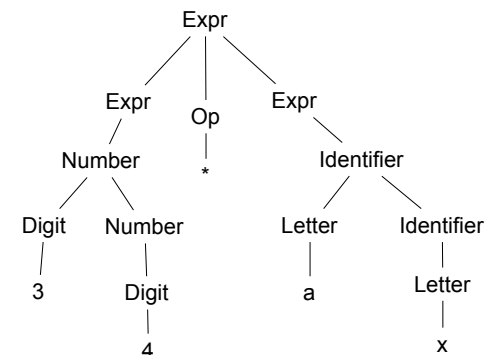 Expr
Expr Op Expr
Number * Identifier
Digit Number Letter Identifier
3 Digit a Letter
4 x